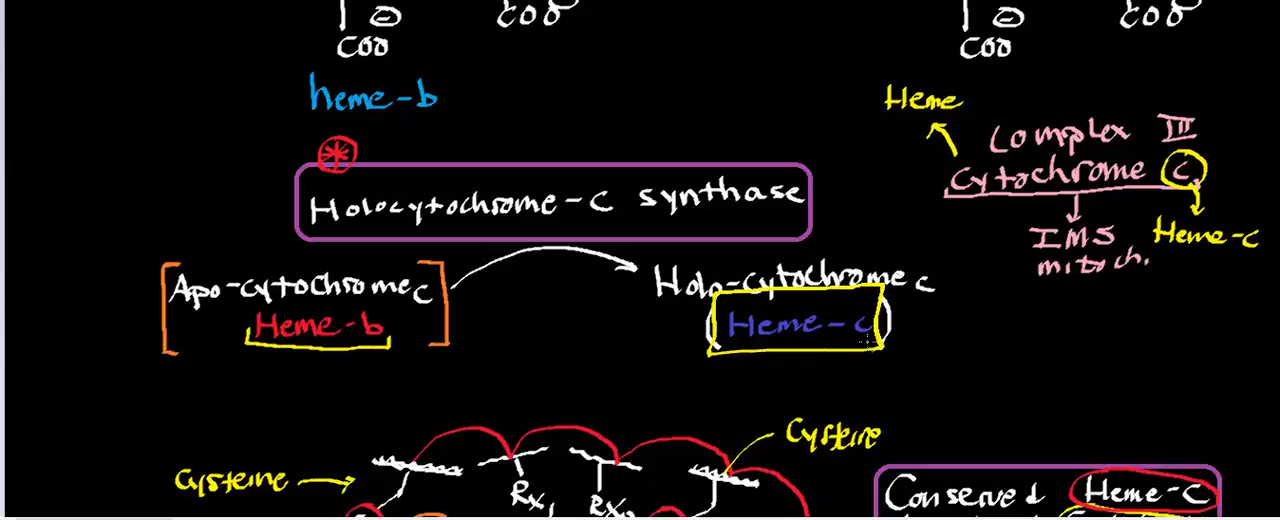 COO ⊖ COO
COO ⊖ COO
heme-b
Heme
Complex III
Cytochrome c
IMS
mitoch.
Heme-c
*
Holocytochrome-c synthase
Apo-cytochrome c
Heme-b
Holo-cytochrome c
Heme-c
Cysteine
Cysteine
Rx1
Rx2
Conserved Heme-c